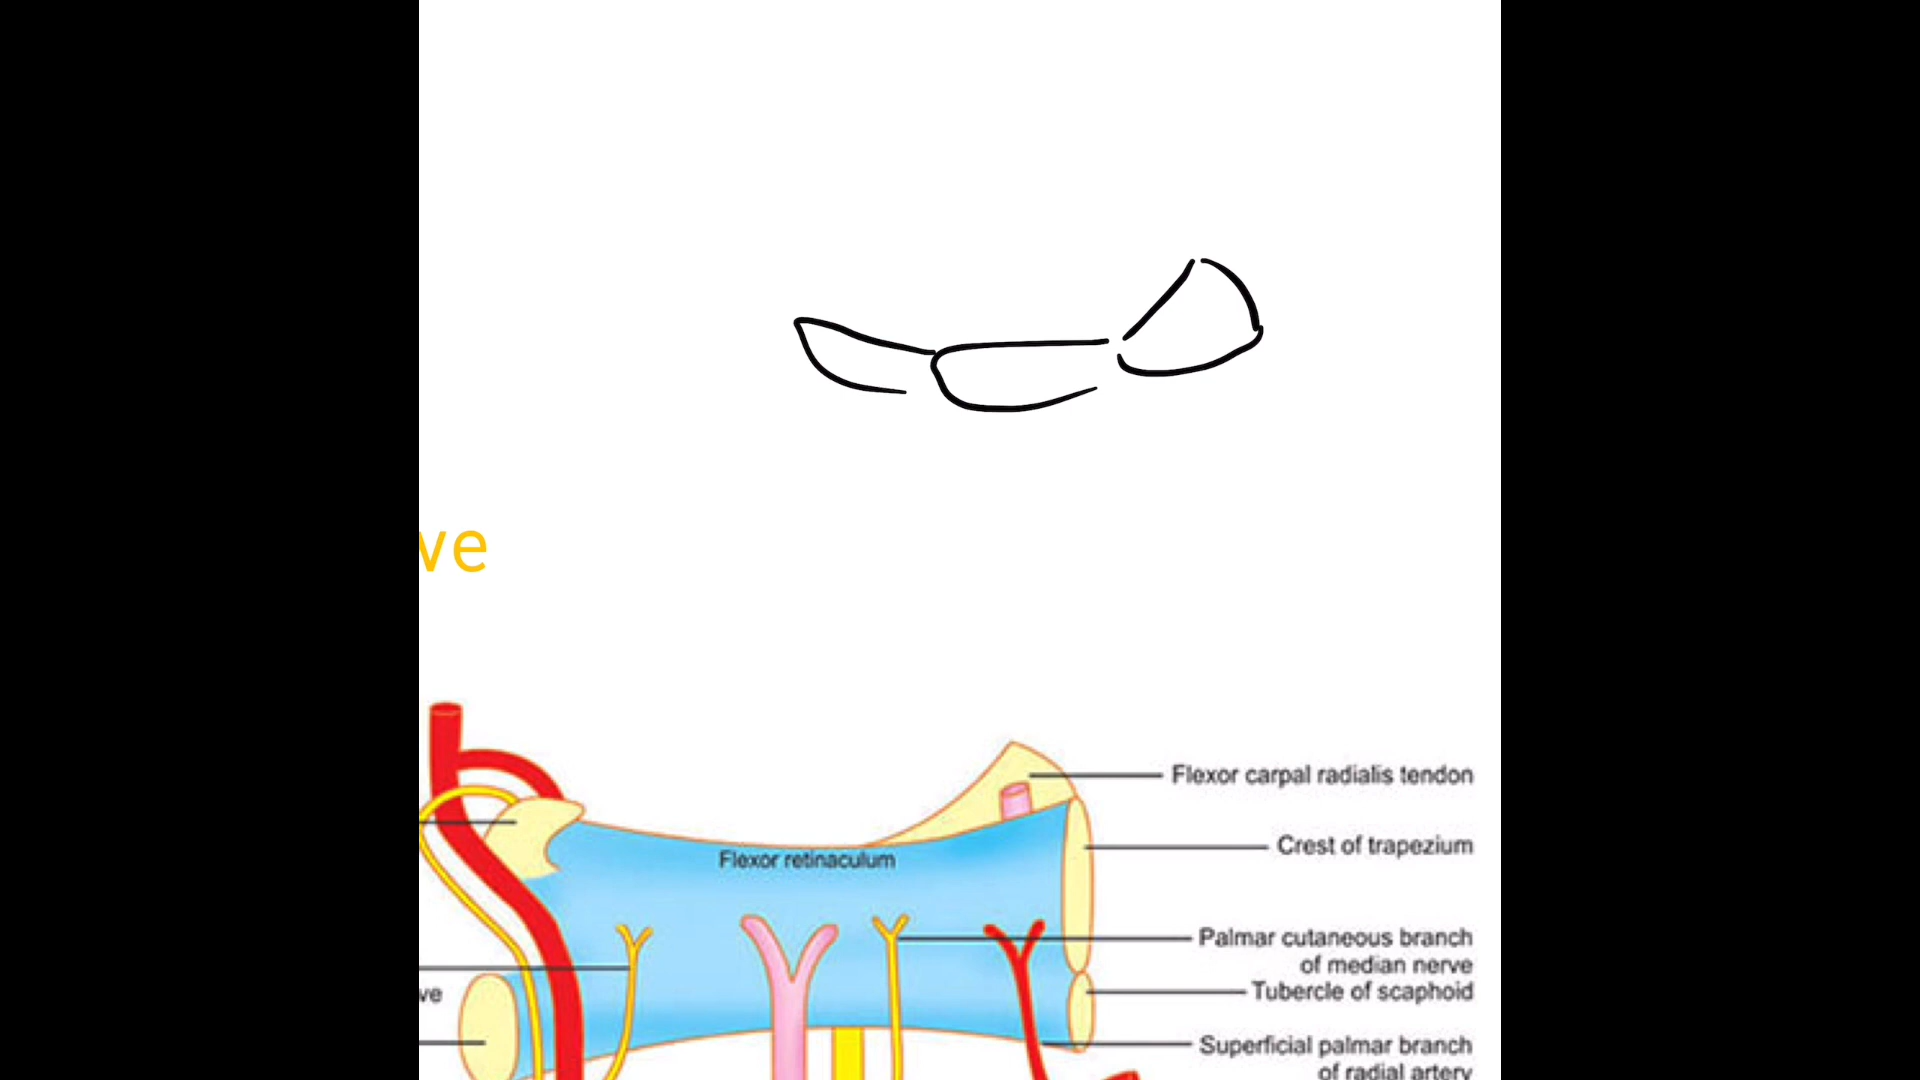 ve
Flexor carpal radialis tendon
Crest of trapezium
Flexor retinaculum
Palmar cutaneous branch
of median nerve
ve
Tubercle of scaphoid
Superficial palmar branch
of radial artery